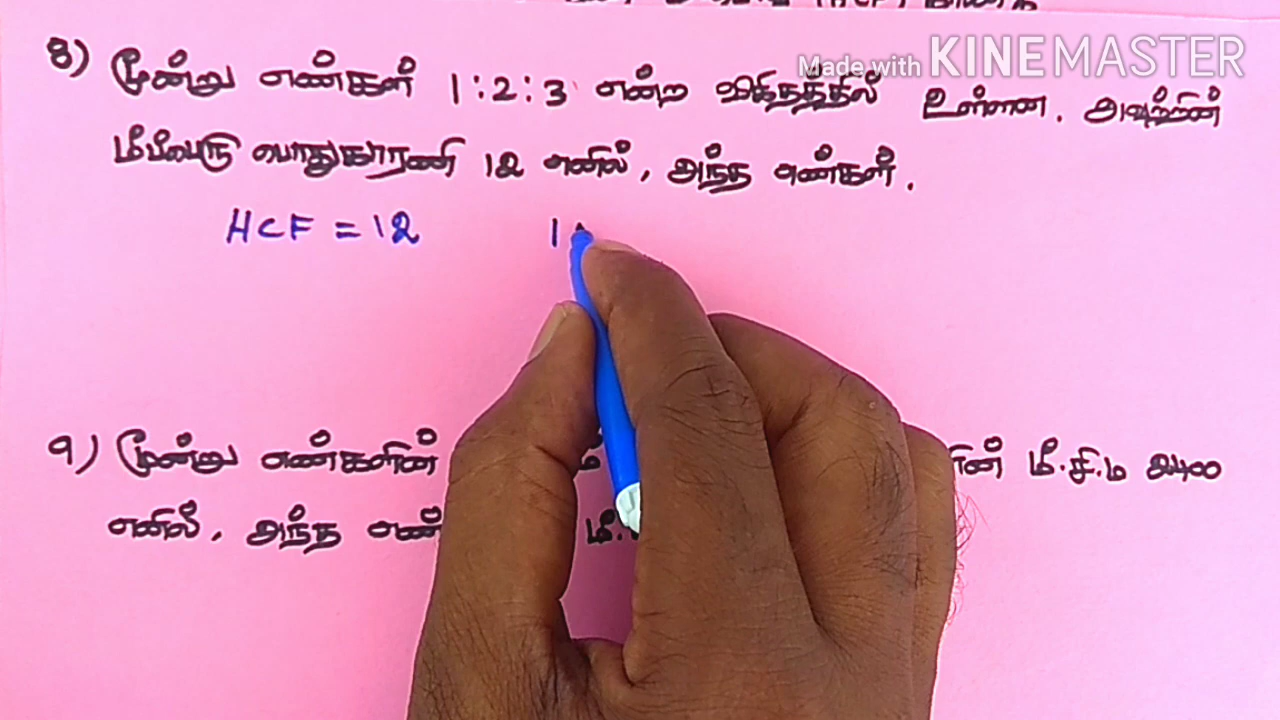 Made with KINEMASTER
8) மூன்று எண்கள் 1:2:3 என்ற விகிதத்தில் உள்ளன. அவற்றின்
மீப்பெரு பொதுகாரணி 12 எனில், அந்த எண்கள்.
HCF = 12 1
9) மூன்று எண்களின் மீ.சி.ம
எனில், அந்த